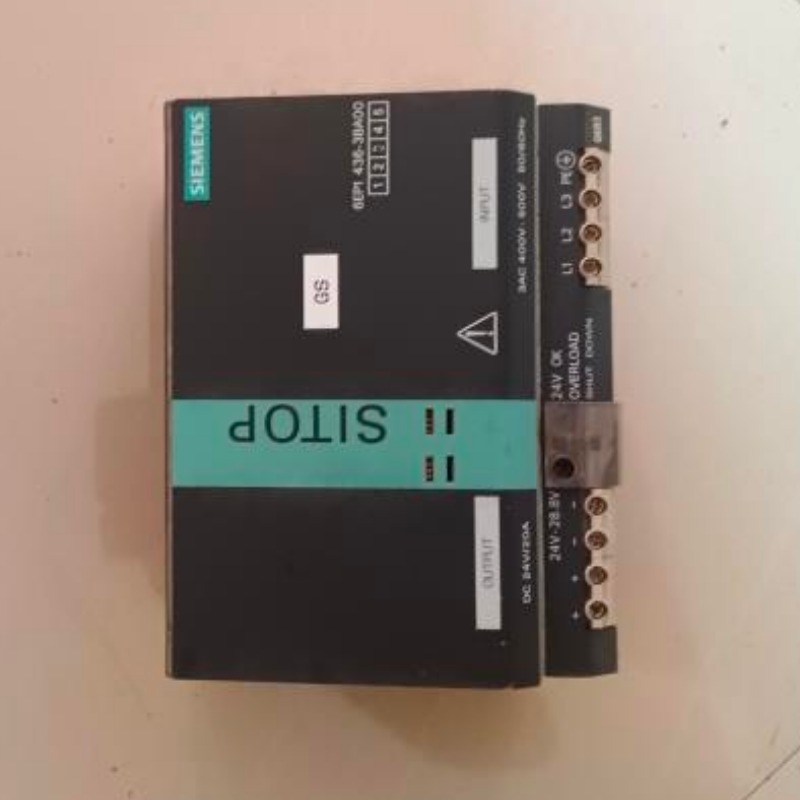 SIEMENS
6EP1 436-3BA00
1 2 3 4 5
GS
SITOP
INPUT
3AC 400V-500V 50/60Hz
OUTPUT
DC 24V/20A
L1 L2 L3 PE
24V OK
OVERLOAD
SHUT DOWN
24V-28.8V
- - + +